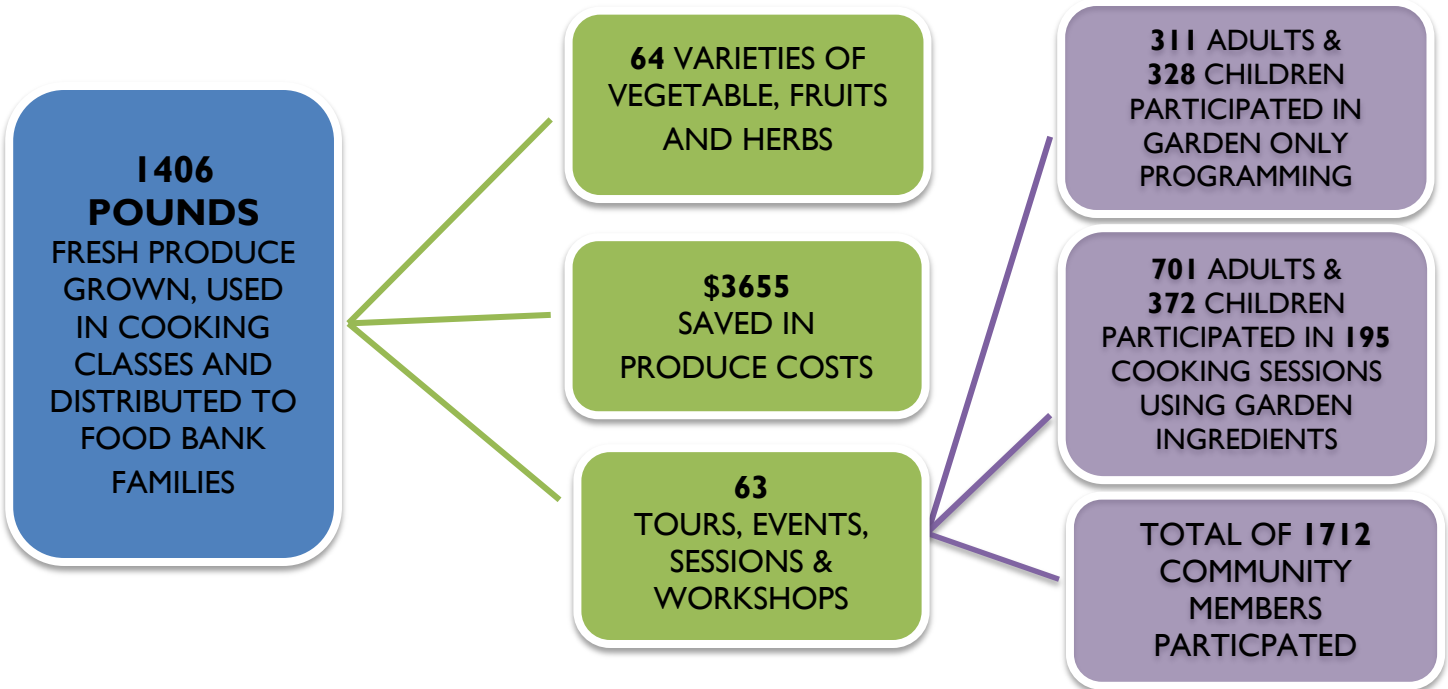 1406
POUNDS
FRESH PRODUCE
GROWN, USED
IN COOKING
CLASSES AND
DISTRIBUTED TO
FOOD BANK
FAMILIES
64 VARIETIES OF
VEGETABLE, FRUITS
AND HERBS
$3655
SAVED IN
PRODUCE COSTS
63
TOURS, EVENTS,
SESSIONS &
WORKSHOPS
311 ADULTS &
328 CHILDREN
PARTICIPATED IN
GARDEN ONLY
PROGRAMMING
701 ADULTS &
372 CHILDREN
PARTICIPATED IN 195
COOKING SESSIONS
USING GARDEN
INGREDIENTS
TOTAL OF 1712
COMMUNITY
MEMBERS
PARTICPATED